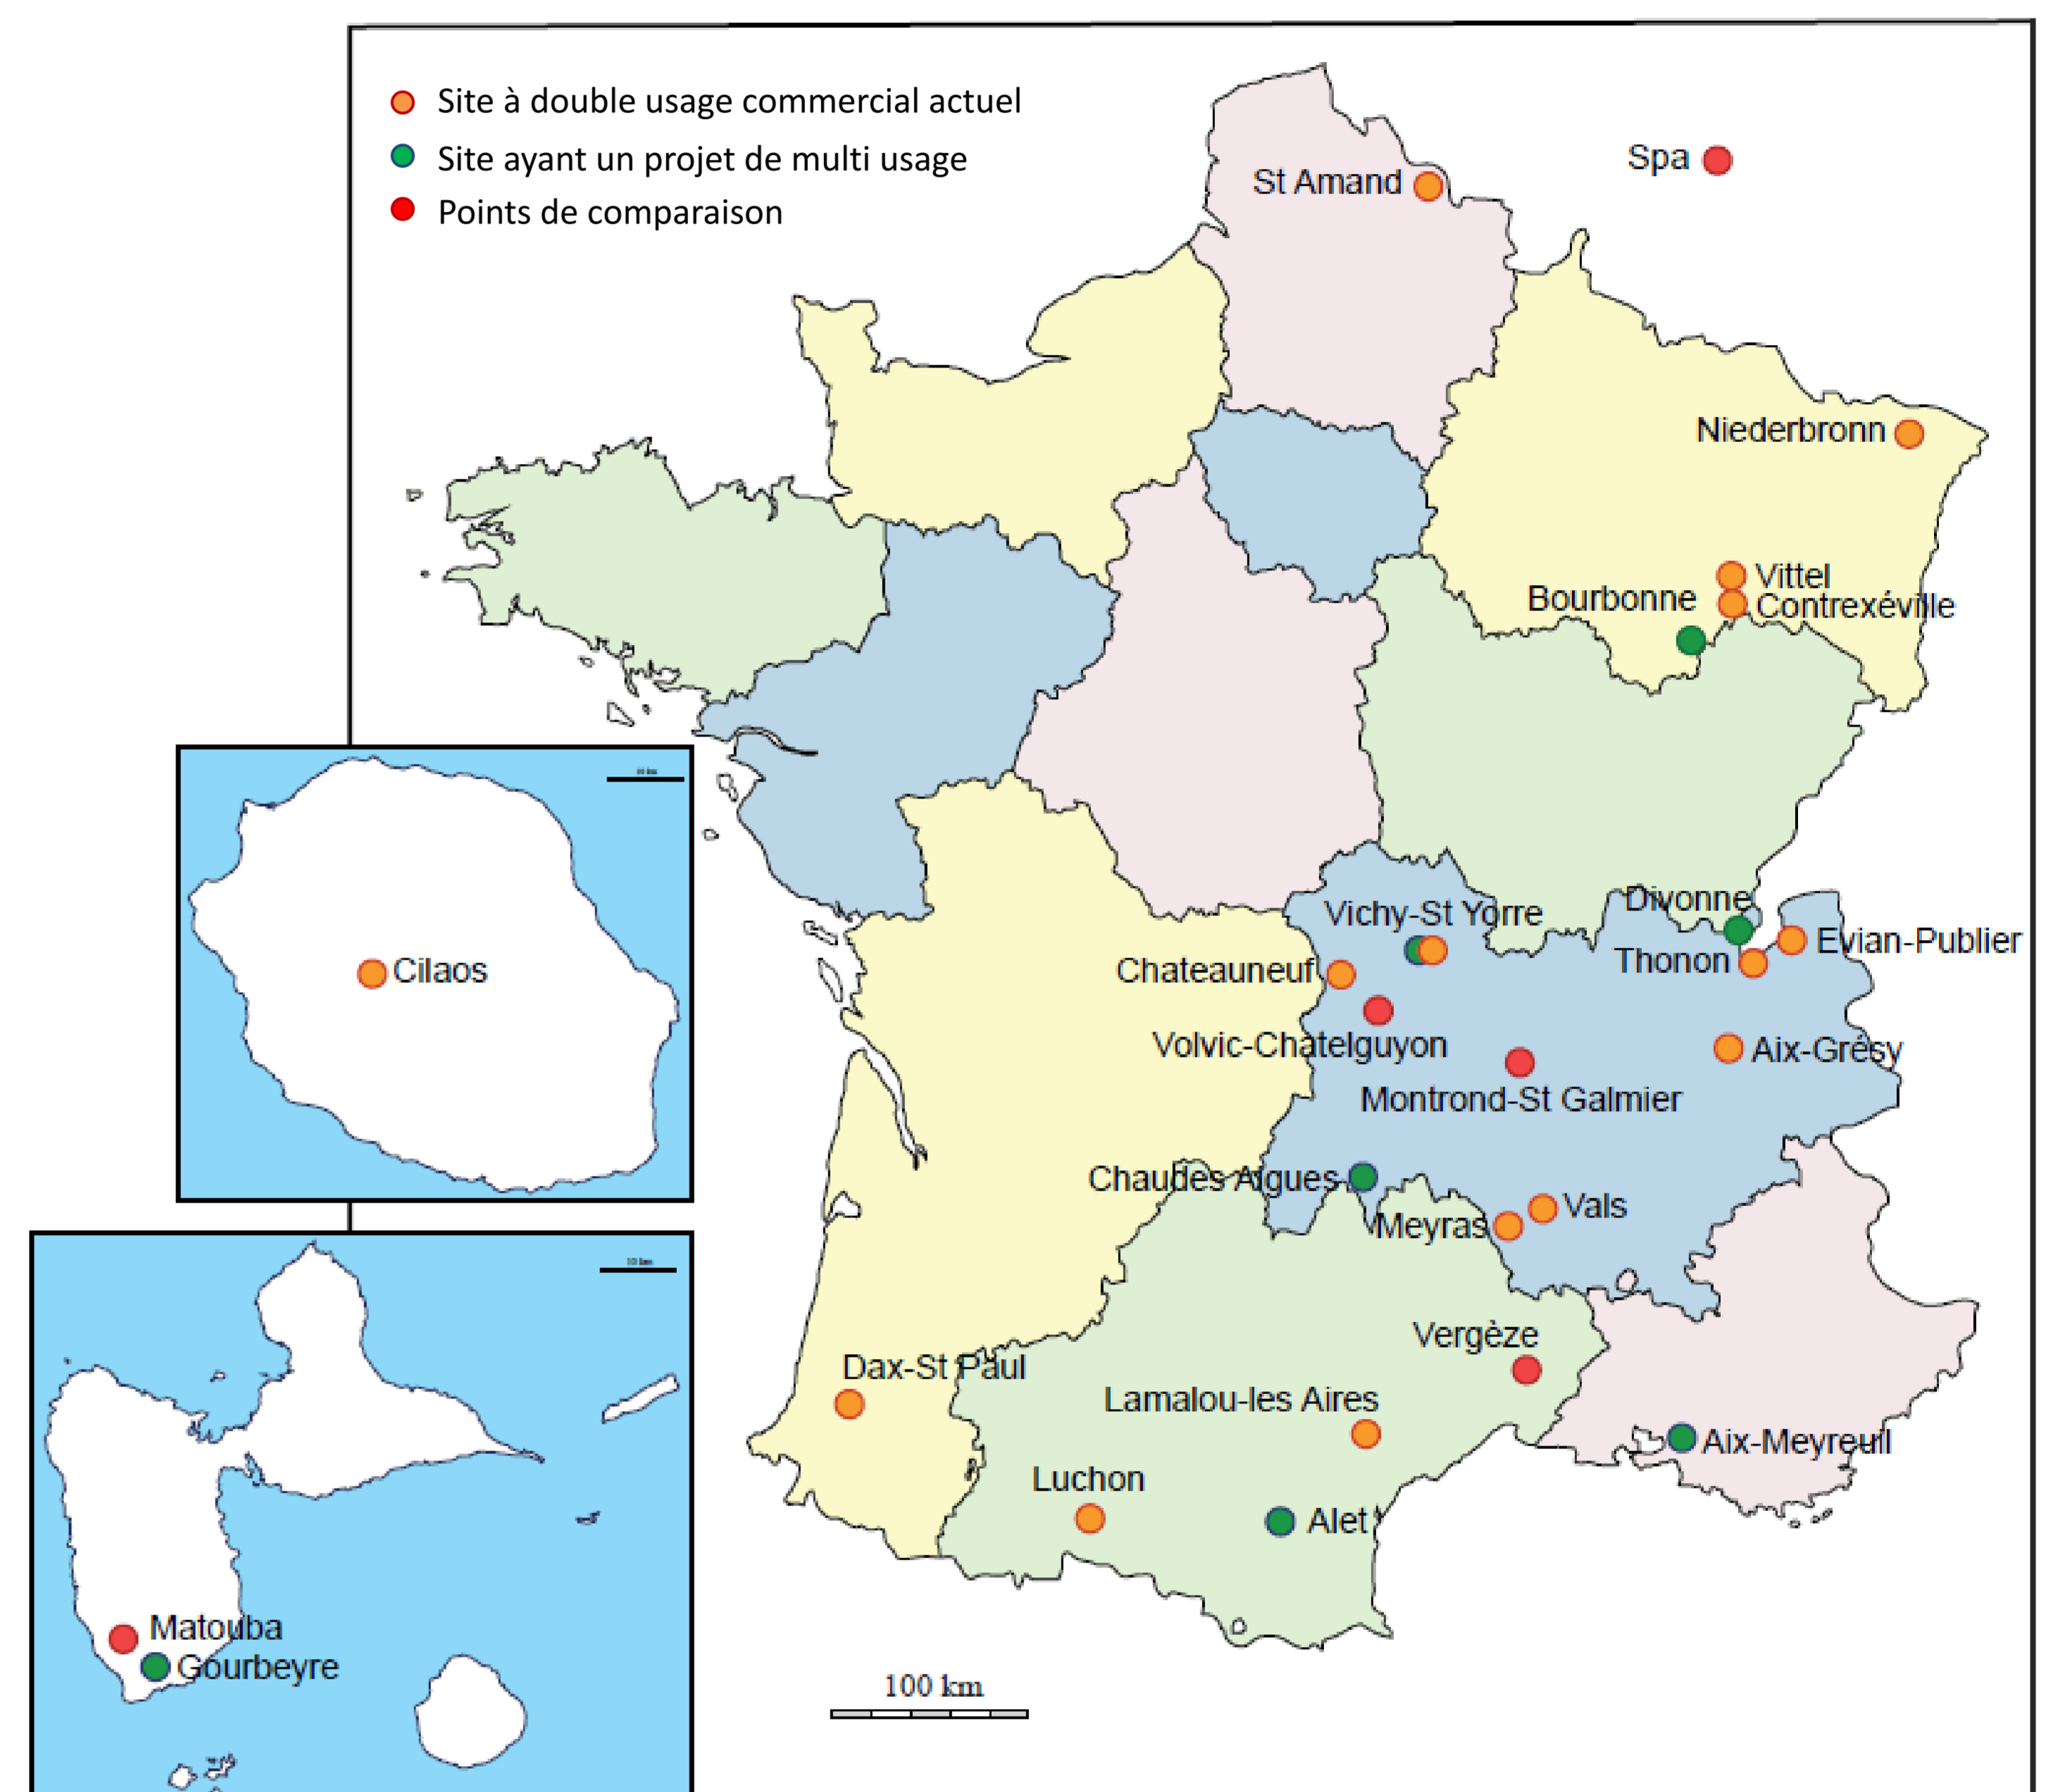 Site à double usage commercial actuel
Site ayant un projet de multi usage
Points de comparaison
Spa
St Amand
Niederbronn
Vittel
Bourbonne
Contrexéville
Divonne
Vichy-St Yorre
Evian-Publier
Thonon
Chateauneuf
Cilaos
Volvic-Chatelguyon
Aix-Grésy
Montrond-St Galmier
Chaudes Aigues
Vals
Meyras
Vergèze
Dax-St Paul
Lamalou-les Aires
Aix-Meyreuil
Luchon
Alet
Matouba
Gourbeyre
100 km
10 km